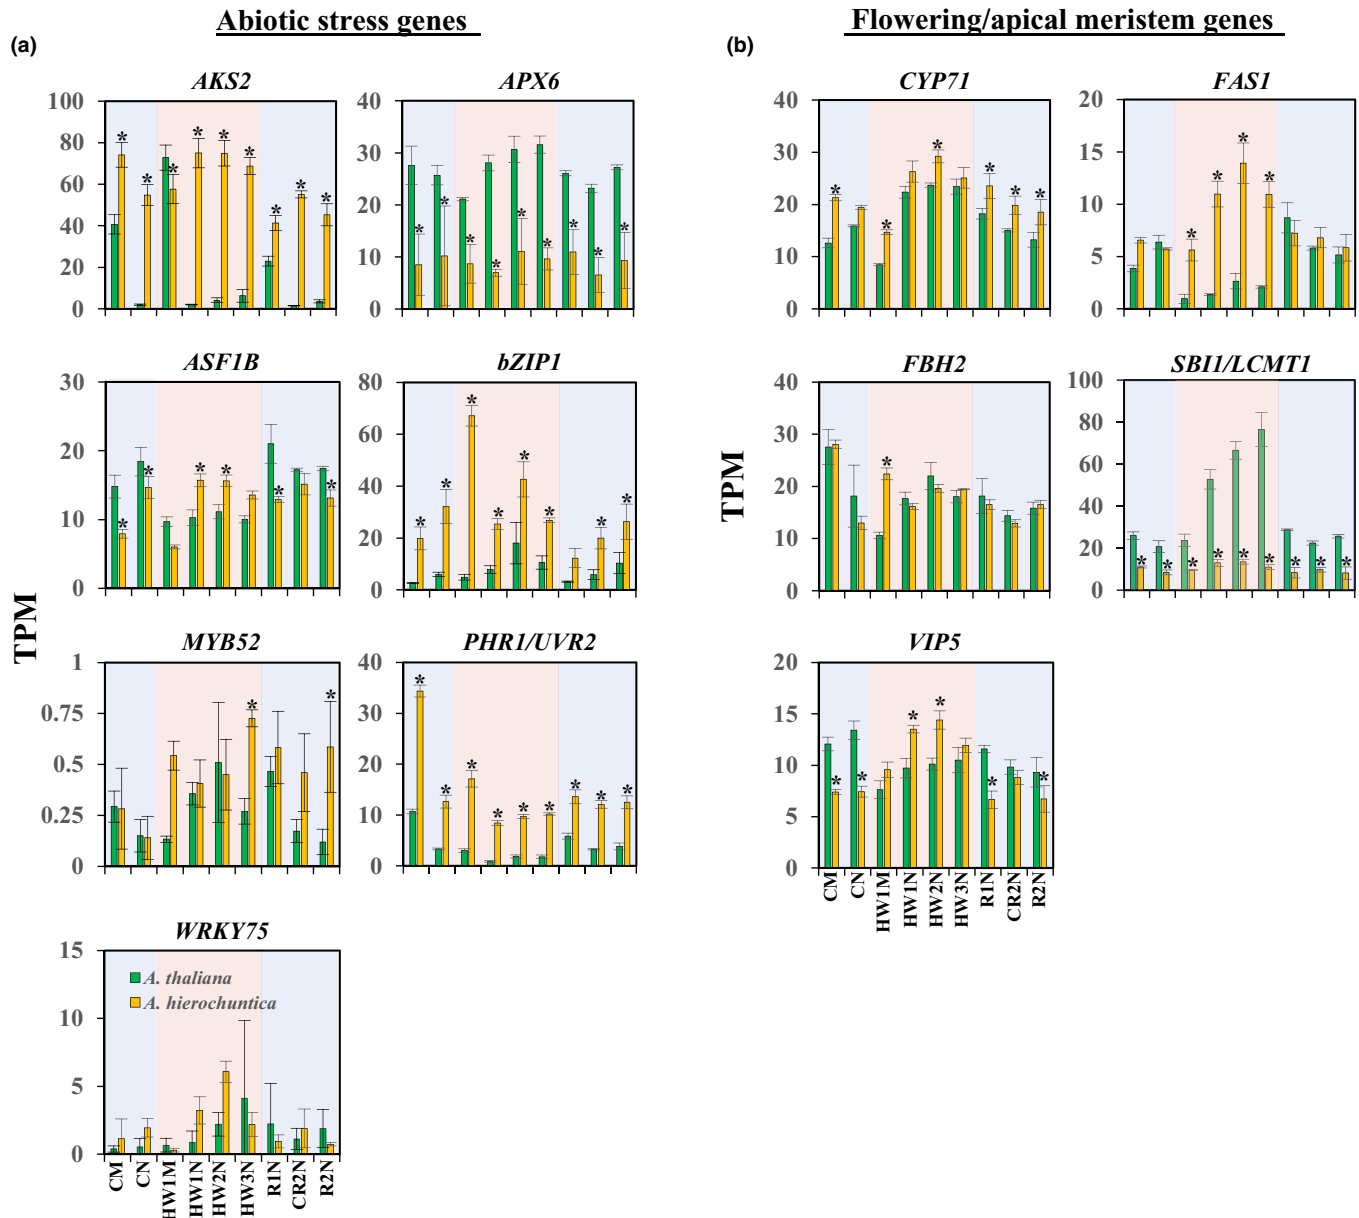 Abiotic stress genes
Flowering/apical meristem genes
(a)
(b)
AKS2
APX6
CYP71
FAS1
100
80
60
40
20
0
40
30
20
10
0
40
30
20
10
0
20
15
10
5
0
ASF1B
bZIP1
FBH2
SBI1/LCMT1
30
20
10
0
80
60
40
20
0
40
30
20
10
0
100
80
60
40
20
0
TPM
TPM
MYB52
PHR1/UVR2
VIP5
1
0.75
0.5
0.25
0
40
30
20
10
0
20
15
10
5
0
CM
CN
HW1M
HW1N
HW2N
HW3N
R1N
CR2N
R2N
WRKY75
15
10
5
0
A. thaliana
A. hierochuntica
CM
CN
HW1M
HW1N
HW2N
HW3N
R1N
CR2N
R2N